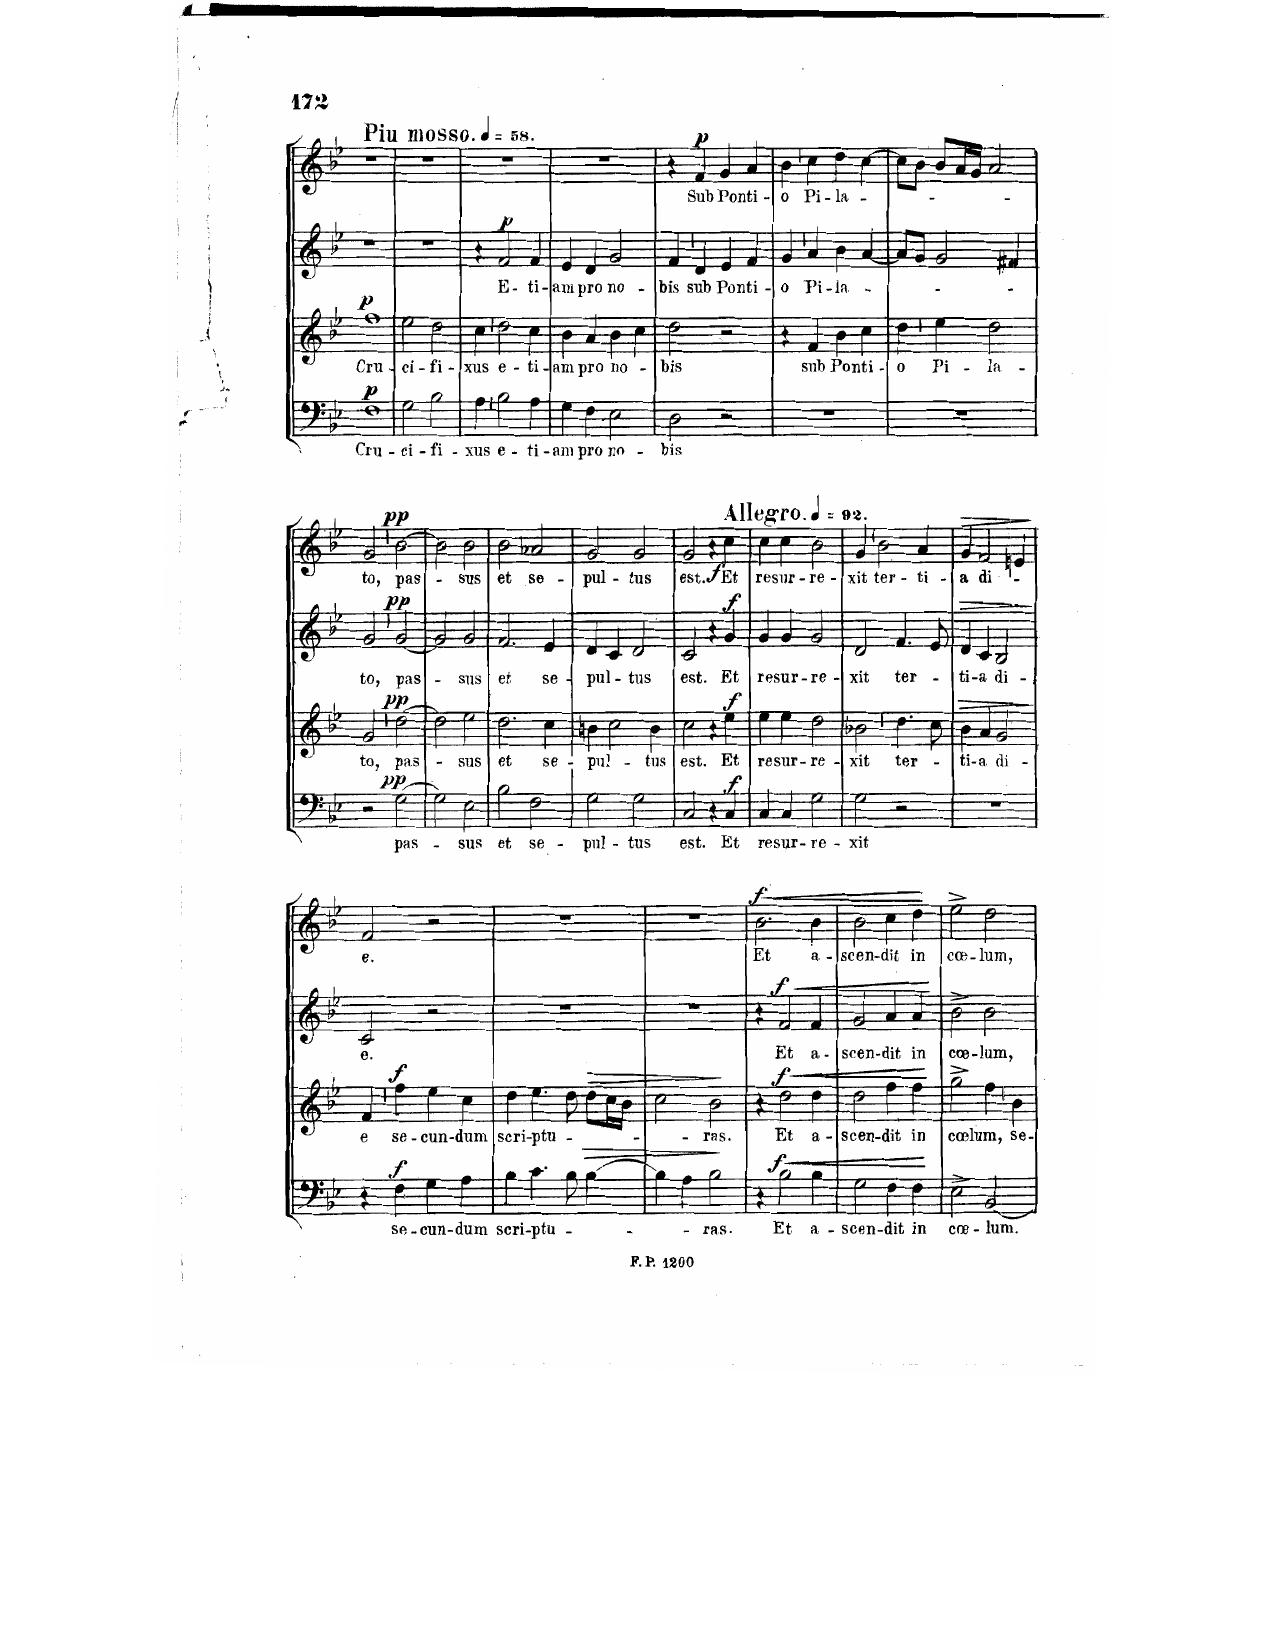 172
Piu mosso. ♩ = 58.
p
Sub Ponti - o Pi - la -
p
E - ti - am pro no - bis sub Ponti - o Pi - la -
p
Cru - ci - fi - xus e - ti - am pro no - bis sub Ponti - o Pi - la -
p
Cru - ci - fi - xus e - ti - am pro no - bis
Allegro. ♩ = 92.
pp
to, pas - sus et se - pul - tus est. f Et resur - re - xit ter - ti - a di -
pp f
to, pas - sus et se - pul - tus est. Et resur - re - xit ter - ti - a di -
pp f
to, pas - sus et se - pul - tus est. Et resur - re - xit ter - ti - a di -
pp f
pas - sus et se - pul - tus est. Et resur - re - xit
f
e. Et a - scen - dit in cœ - lum,
f
e. Et a - scen - dit in cœ - lum,
f f
e se - cun - dum scri - ptu - ras. Et a - scen - dit in cœlum, se -
f f
se - cun - dum scri - ptu - ras. Et a - scen - dit in cœ - lum.
F. P. 1200